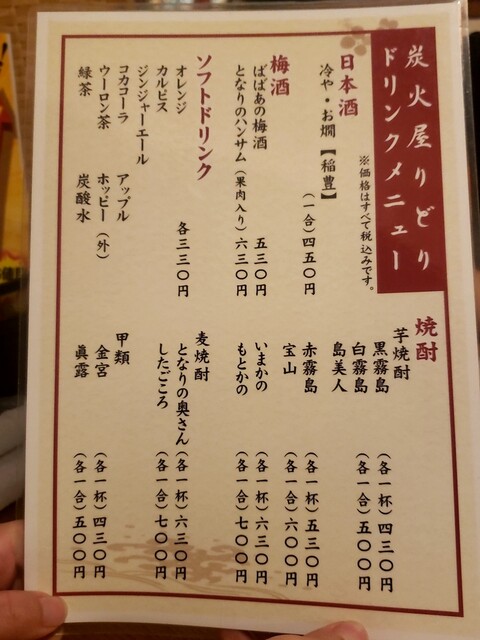 炭火屋りどり
ドリンクメニュー
※価格はすべて税込みです。
日本酒
冷や・お燗【稲豊】
(一合)四五〇円
梅酒
ばばあの梅酒 五三〇円
となりのハンサム(果肉入り)六三〇円
ソフトドリンク
各三三〇円
オレンジ
カルピス
ジンジャーエール
コカコーラ アップル
ウーロン茶 ホッピー(外)
緑茶 炭酸水
焼酎
芋焼酎
黒霧島 (各一杯)四三〇円
白霧島 (各一合)五〇〇円
島美人
赤霧島 (各一杯)五三〇円
宝山 (各一合)六〇〇円
いまかの (各一杯)六三〇円
もとかの (各一合)七〇〇円
麦焼酎
となりの奥さん(各一杯)六三〇円
したごころ (各一合)七〇〇円
甲類
金宮 (各一杯)四三〇円
眞露 (各一合)五〇〇円